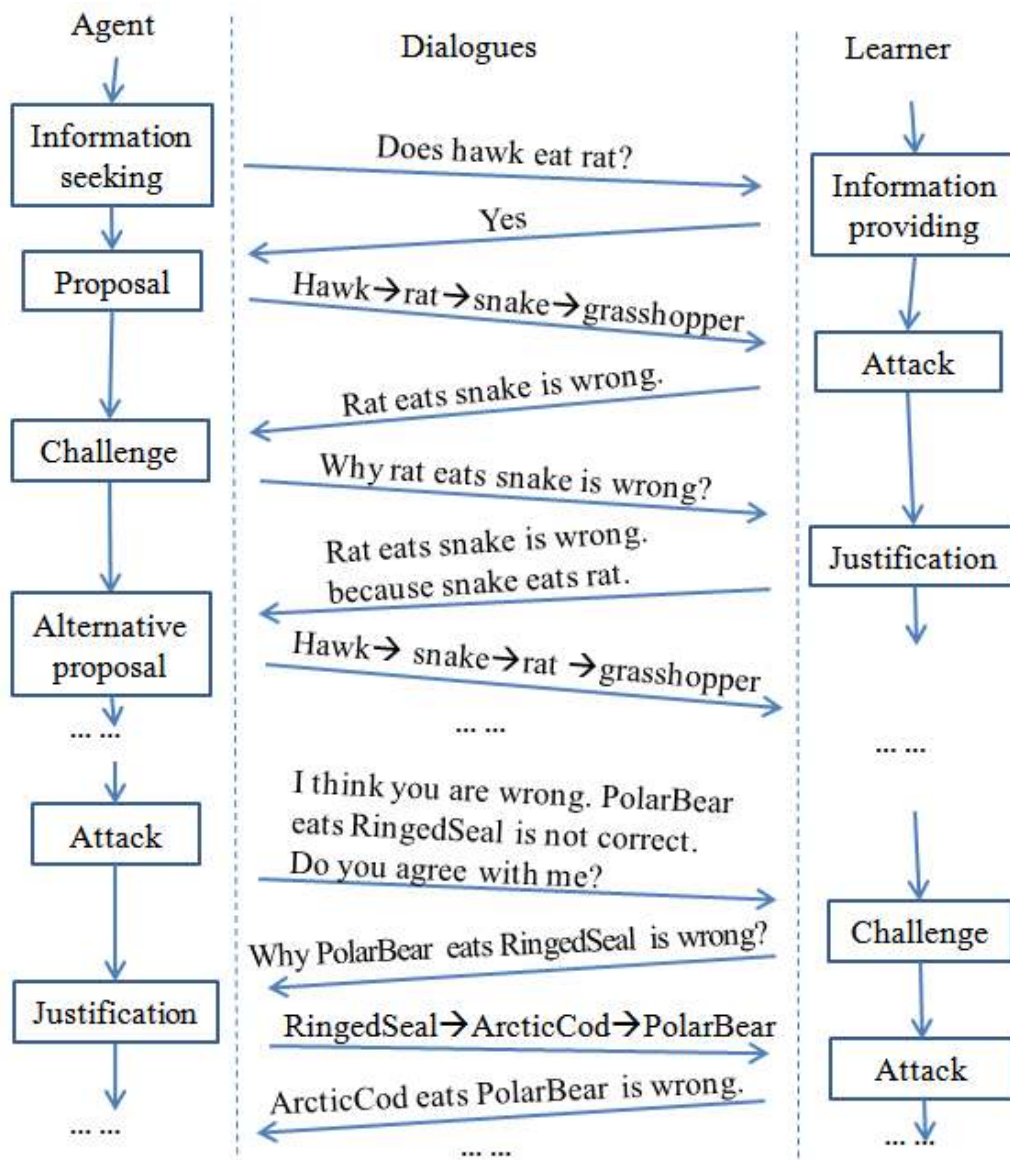 Agent
Dialogues
Learner
Information
seeking
Does hawk eat rat?
Information
providing
Yes
Proposal
Hawk→rat→snake→grasshopper
Attack
Rat eats snake is wrong.
Challenge
Why rat eats snake is wrong?
Rat eats snake is wrong.
because snake eats rat.
Justification
Alternative
proposal
Hawk→ snake→rat →grasshopper
... ...
... ...
... ...
I think you are wrong. PolarBear
eats RingedSeal is not correct.
Do you agree with me?
Attack
Challenge
Why PolarBear eats RingedSeal is wrong?
Justification
RingedSeal→ArcticCod→PolarBear
Attack
ArcticCod eats PolarBear is wrong.
... ...
... ...
... ...